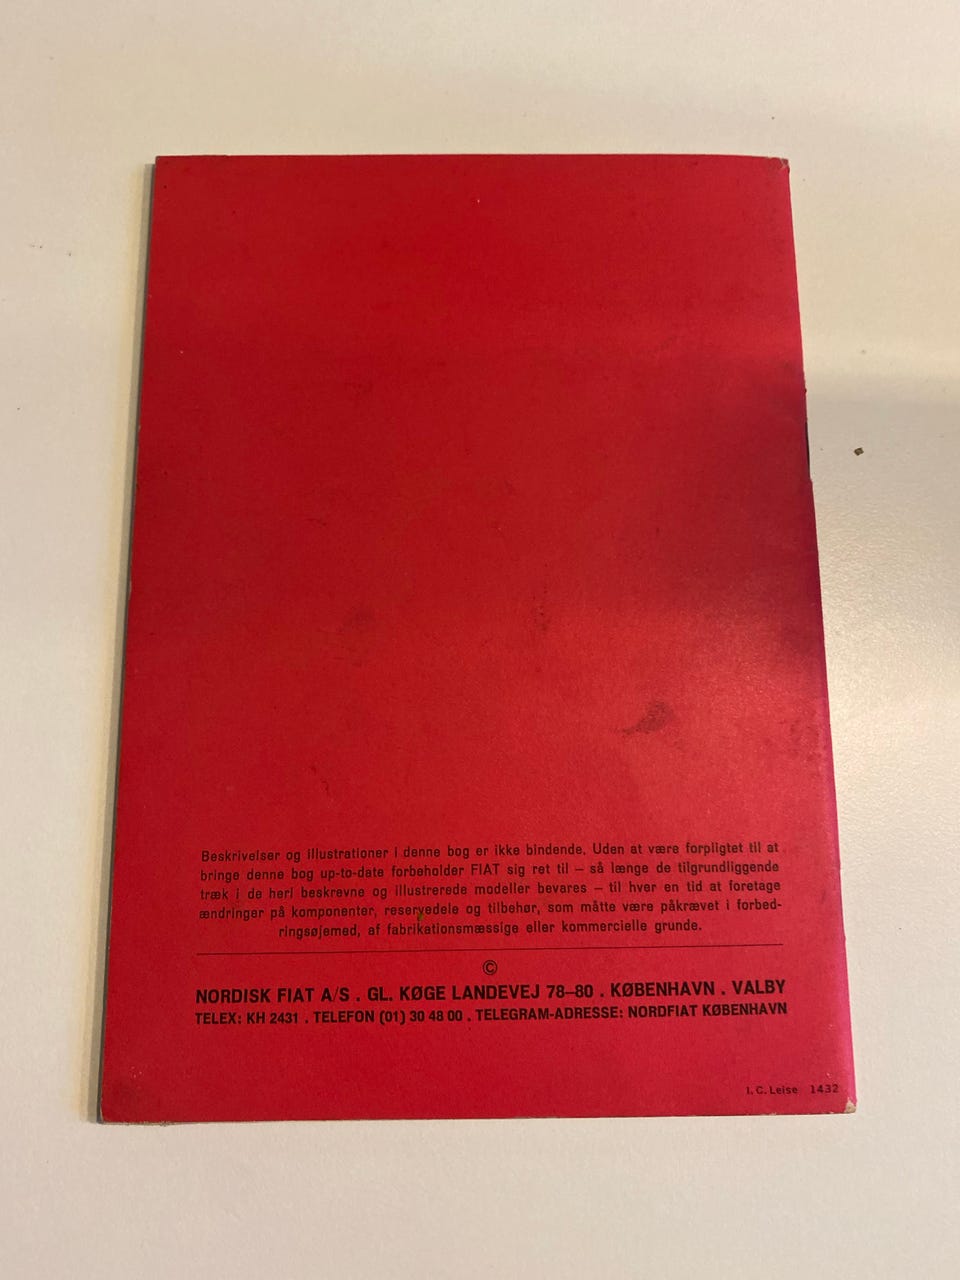 Beskrivelser og illustrationer i denne bog er ikke bindende. Uden at være forpligtet til at
bringe denne bog up-to-date forbeholder FIAT sig ret til – så længe de tilgrundliggende
træk i de heri beskrevne og illustrerede modeller bevares – til hver en tid at foretage
ændringer på komponenter, reservedele og tilbehør, som måtte være påkrævet i forbed-
ringsøjemed, af fabrikationsmæssige eller kommercielle grunde.
©
NORDISK FIAT A/S . GL. KØGE LANDEVEJ 78–80 . KØBENHAVN . VALBY
TELEX: KH 2431 . TELEFON (01) 30 48 00 . TELEGRAM-ADRESSE: NORDFIAT KØBENHAVN
I. C. Leise 1432